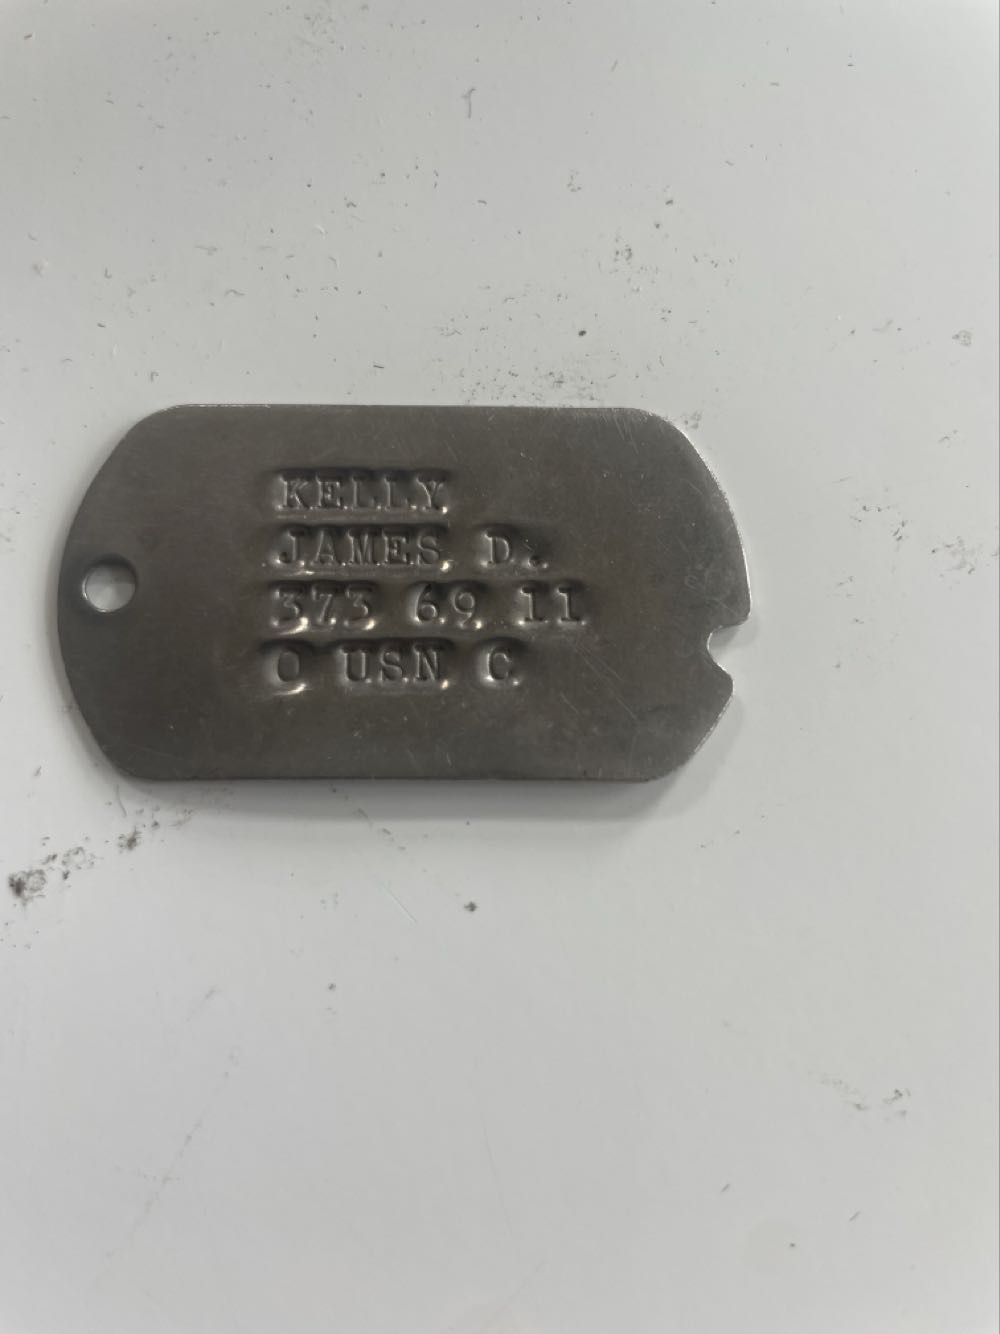 KELLY
JAMES D.
373 69 11
O USN C